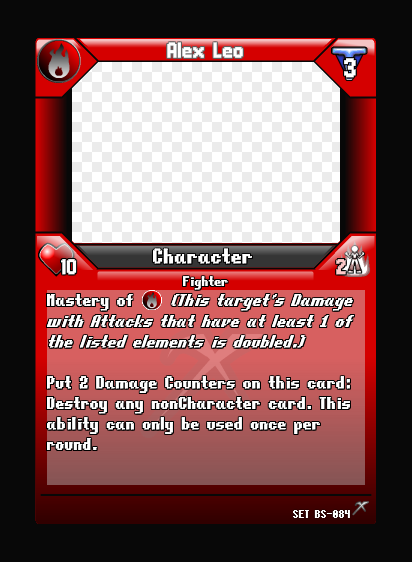 Alex Leo
3
Character
10
2
Fighter
Mastery of (This target's Damage
with Attacks that have at least 1 of
the listed elements is doubled.)
Put 2 Damage Counters on this card:
Destroy any nonCharacter card. This
ability can only be used once per
round.
SET BS-084